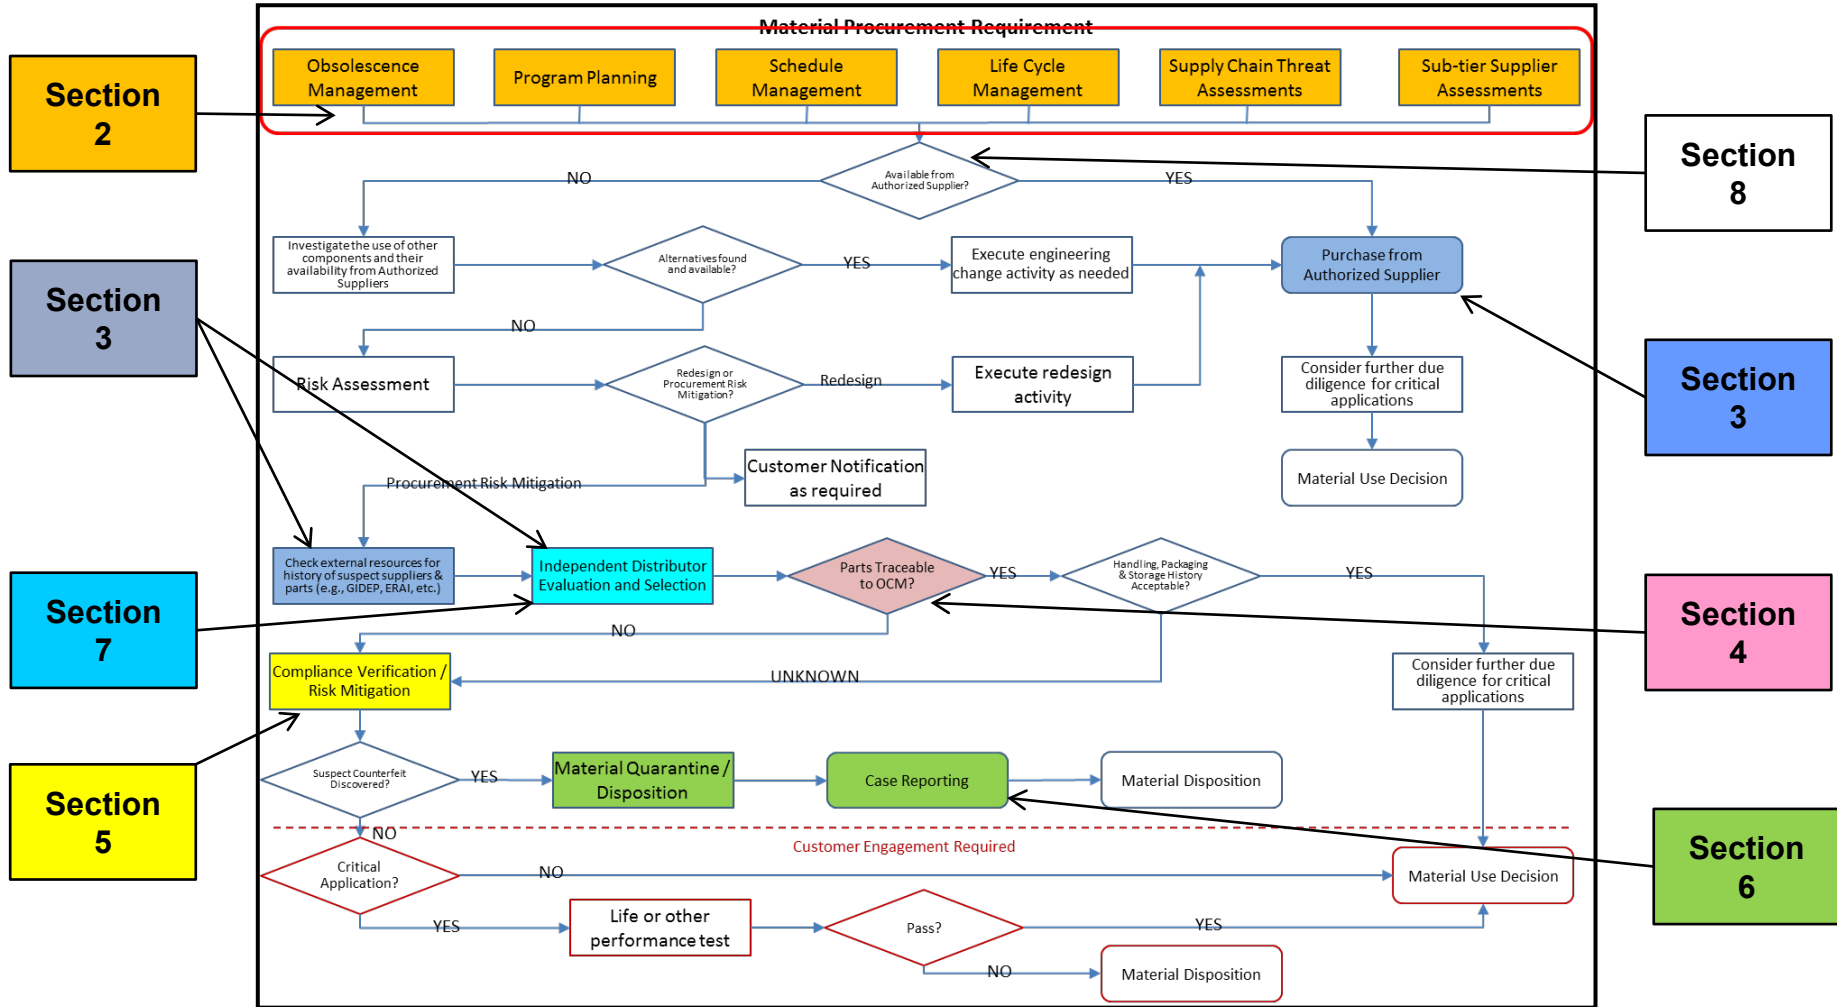 Material Procurement Requirement
Section
2
Obsolescence
Management
Program Planning
Schedule
Management
Life Cycle
Management
Supply Chain Threat
Assessments
Sub-tier Supplier
Assessments
Section
8
NO
Available from
Authorized Supplier?
YES
Section
3
Investigate the use of other
components and their
availability from Authorized
Suppliers
Alternatives found
and available?
YES
Execute engineering
change activity as needed
Purchase from
Authorized Supplier
NO
Section
3
Risk Assessment
Redesign or
Procurement Risk
Mitigation?
Redesign
Execute redesign
activity
Consider further due
diligence for critical
applications
Procurement Risk Mitigation
Customer Notification
as required
Material Use Decision
Section
7
Check external resources for
history of suspect suppliers &
parts (e.g., GIDEP, ERAI, etc.)
Independent Distributor
Evaluation and Selection
Parts Traceable
to OCM?
YES
Handling, Packaging
& Storage History
Acceptable?
YES
Section
4
NO
Compliance Verification /
Risk Mitigation
UNKNOWN
Consider further due
diligence for critical
applications
Section
5
Suspect Counterfeit
Discovered?
YES
Material Quarantine /
Disposition
Case Reporting
Material Disposition
Section
6
NO
Customer Engagement Required
Critical
Application?
NO
Material Use Decision
YES
Life or other
performance test
Pass?
YES
NO
Material Disposition